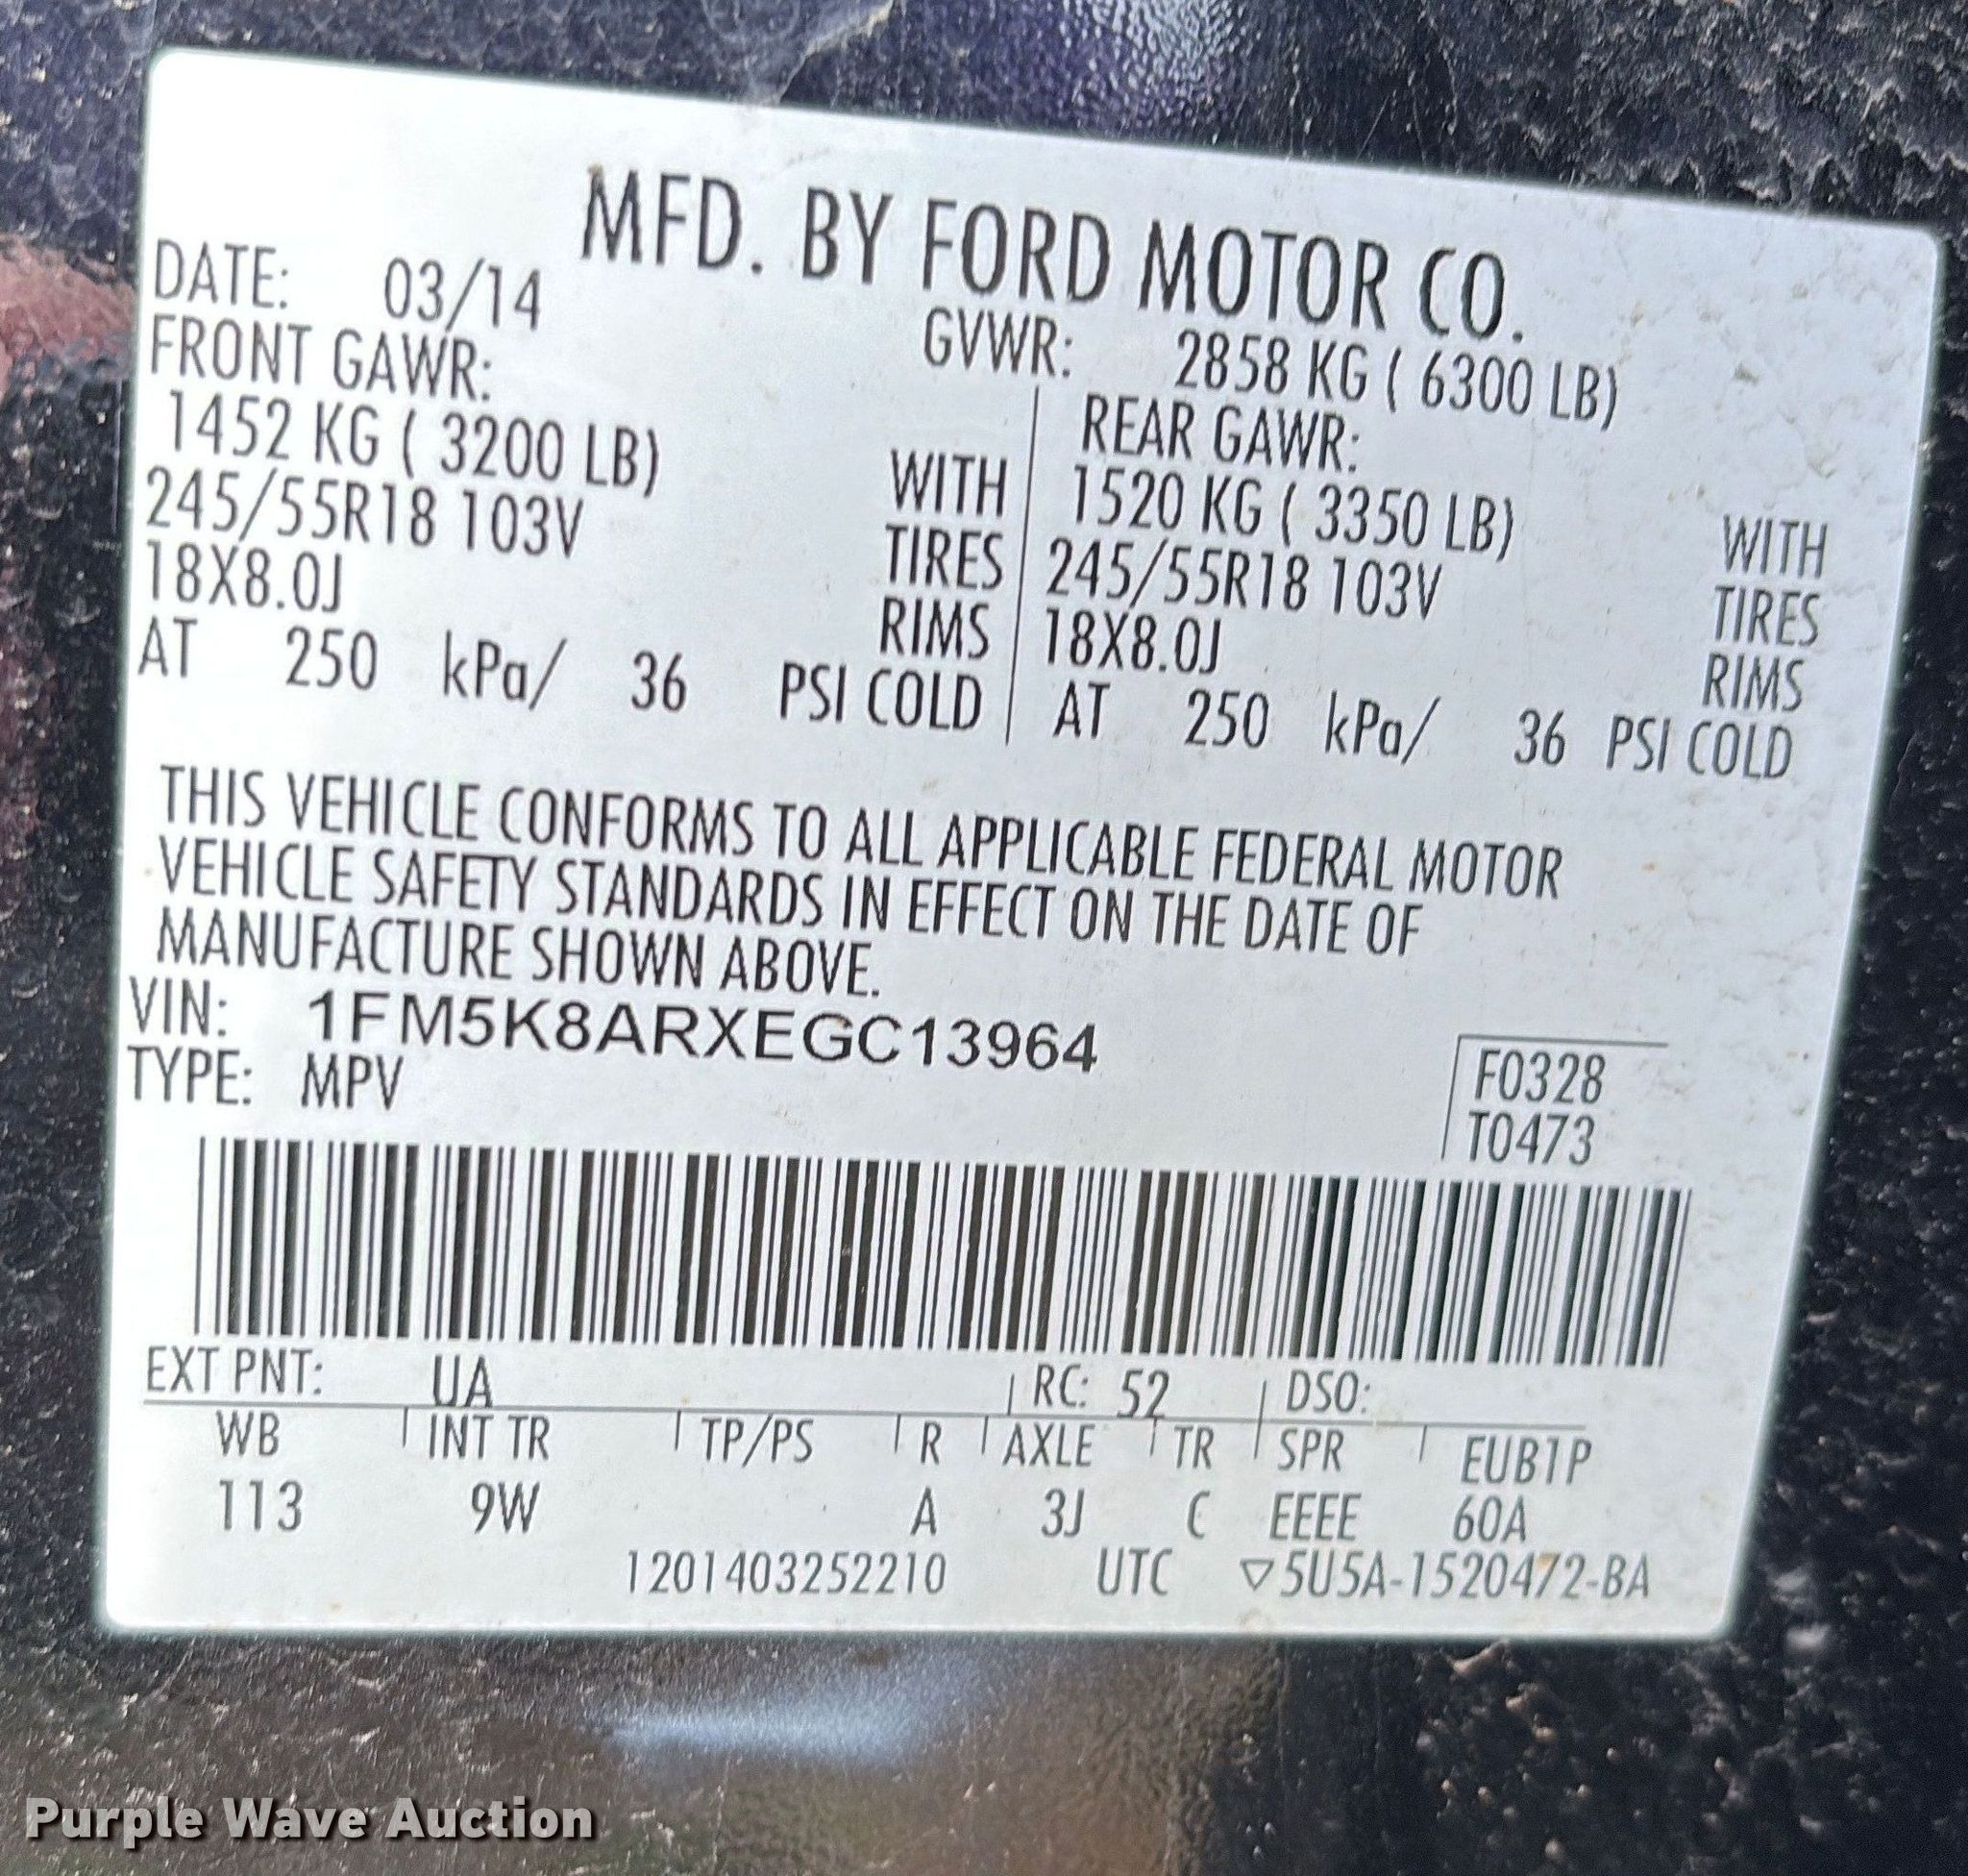 MFD. BY FORD MOTOR CO.
DATE: 03/14
GVWR: 2858 KG ( 6300 LB)
FRONT GAWR:
REAR GAWR:
1452 KG ( 3200 LB) WITH
1520 KG ( 3350 LB) WITH
245/55R18 103V TIRES
245/55R18 103V TIRES
18X8.0J RIMS
18X8.0J RIMS
AT 250 kPa/ 36 PSI COLD
AT 250 kPa/ 36 PSI COLD
THIS VEHICLE CONFORMS TO ALL APPLICABLE FEDERAL MOTOR
VEHICLE SAFETY STANDARDS IN EFFECT ON THE DATE OF
MANUFACTURE SHOWN ABOVE.
VIN: 1FM5K8ARXEGC13964
TYPE: MPV
F0328
T0473
EXT PNT: UA RC: 52 DSO:
WB INT TR TP/PS R AXLE TR SPR EUB1P
113 9W A 3J C EEEE 60A
1201403252210 UTC ▽5U5A-1520472-BA
Purple Wave Auction